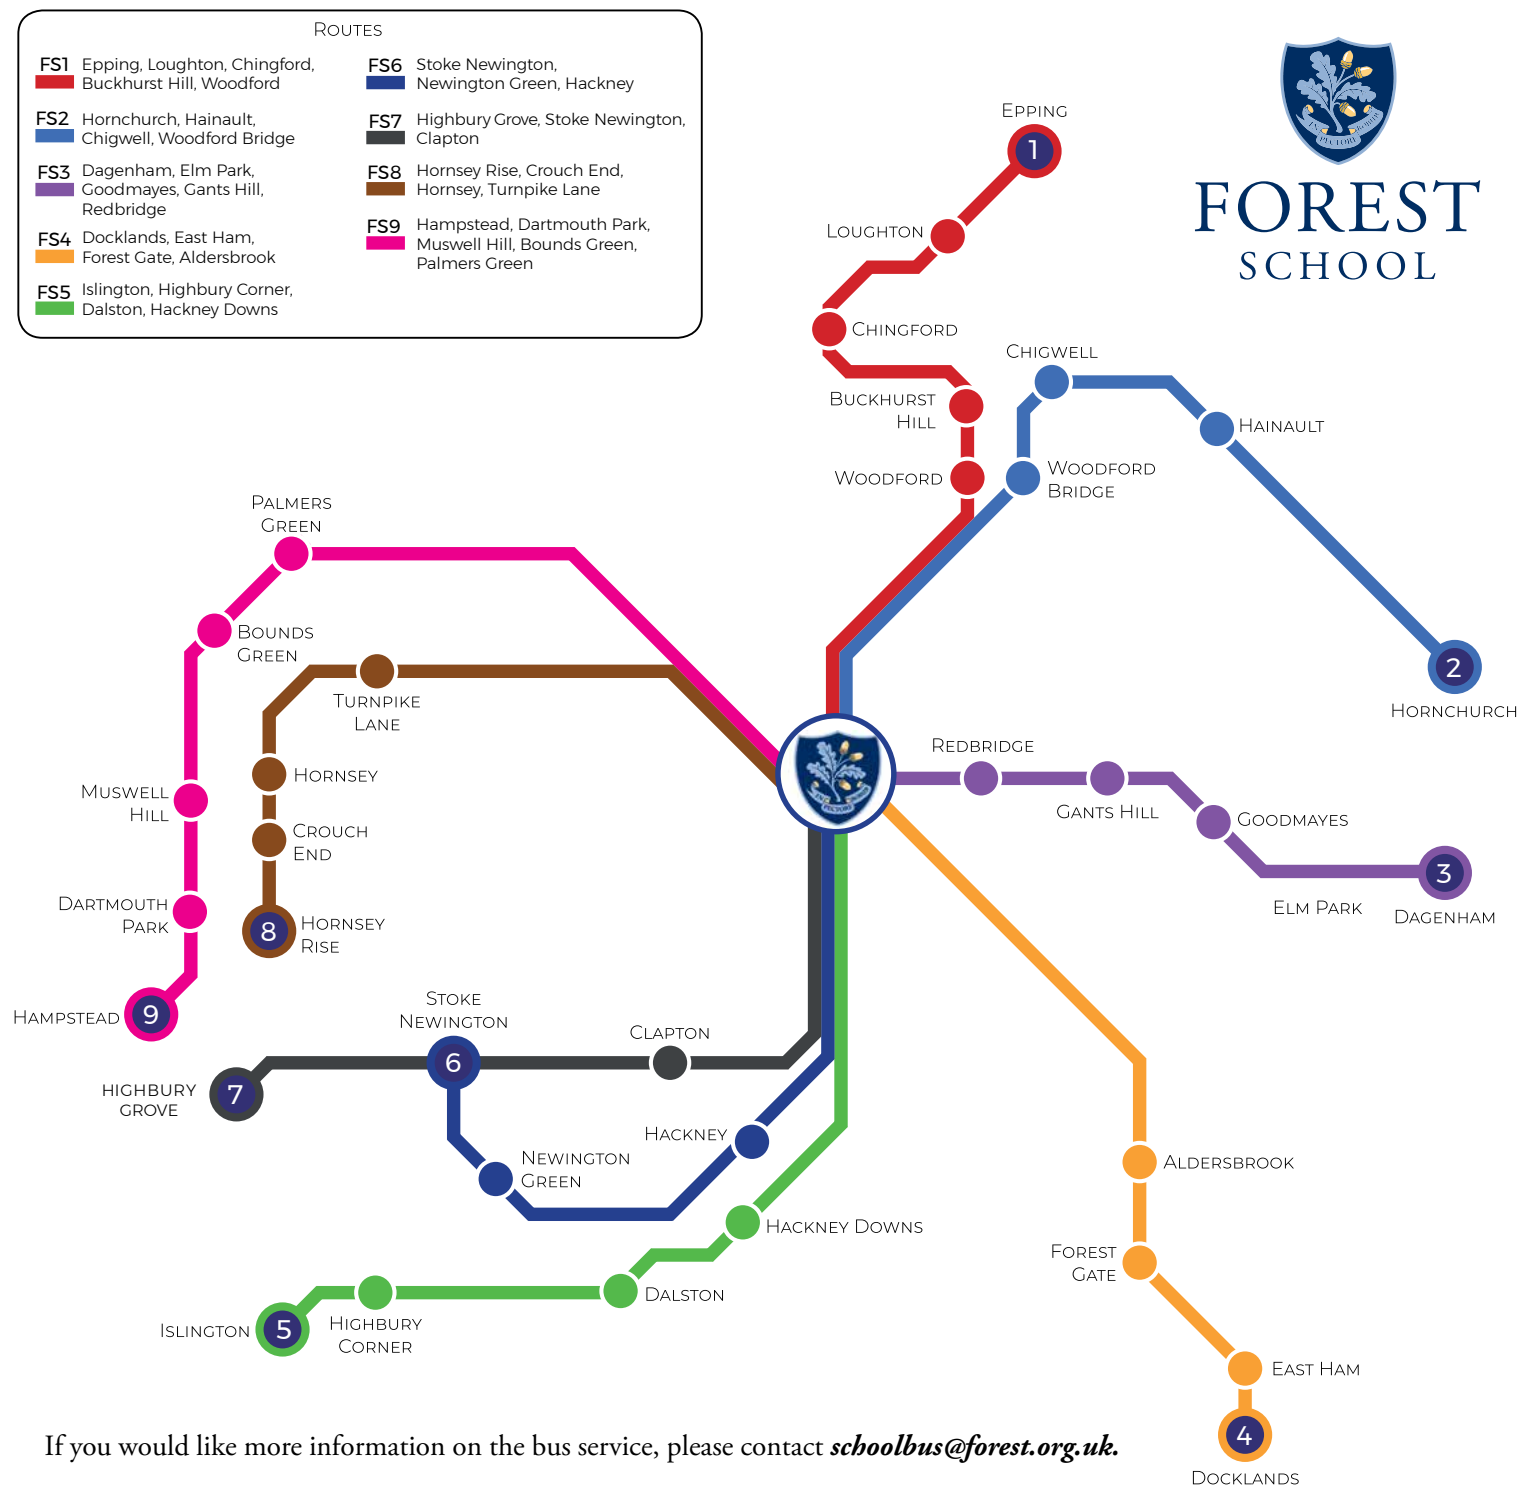 ROUTES
FS1 Epping, Loughton, Chingford,
Buckhurst Hill, Woodford
FS2 Hornchurch, Hainault,
Chigwell, Woodford Bridge
FS3 Dagenham, Elm Park,
Goodmayes, Gants Hill,
Redbridge
FS4 Docklands, East Ham,
Forest Gate, Aldersbrook
FS5 Islington, Highbury Corner,
Dalston, Hackney Downs
FS6 Stoke Newington,
Newington Green, Hackney
FS7 Highbury Grove, Stoke Newington,
Clapton
FS8 Hornsey Rise, Crouch End,
Hornsey, Turnpike Lane
FS9 Hampstead, Dartmouth Park,
Muswell Hill, Bounds Green,
Palmers Green
FOREST
SCHOOL
EPPING
1
LOUGHTON
CHINGFORD
BUCKHURST
HILL
WOODFORD
CHIGWELL
HAINAULT
WOODFORD
BRIDGE
2
HORNCHURCH
PALMERS
GREEN
BOUNDS
GREEN
TURNPIKE
LANE
HORNSEY
MUSWELL
HILL
CROUCH
END
DARTMOUTH
PARK
8
HORNSEY
RISE
HAMPSTEAD
9
REDBRIDGE
GANTS HILL
GOODMAYES
3
ELM PARK
DAGENHAM
STOKE
NEWINGTON
6
CLAPTON
HIGHBURY
GROVE
7
HACKNEY
NEWINGTON
GREEN
HACKNEY DOWNS
DALSTON
HIGHBURY
CORNER
ISLINGTON
5
ALDERSBROOK
FOREST
GATE
EAST HAM
4
DOCKLANDS
If you would like more information on the bus service, please contact schoolbus@forest.org.uk.